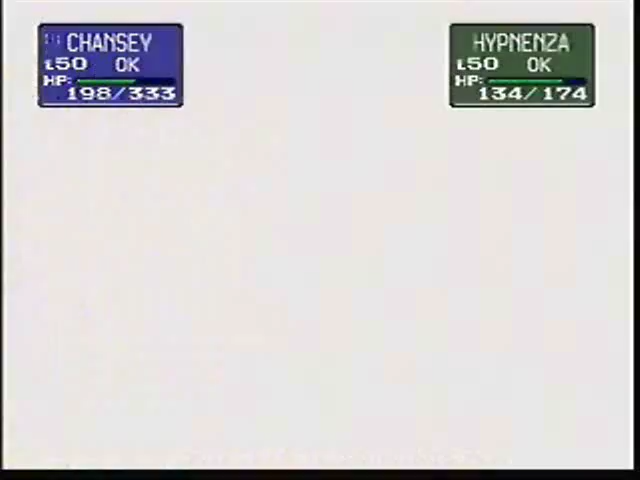 CHANSEY
L50 OK
HP:
198/333
HYPNENZA
L50 OK
HP:
134/174